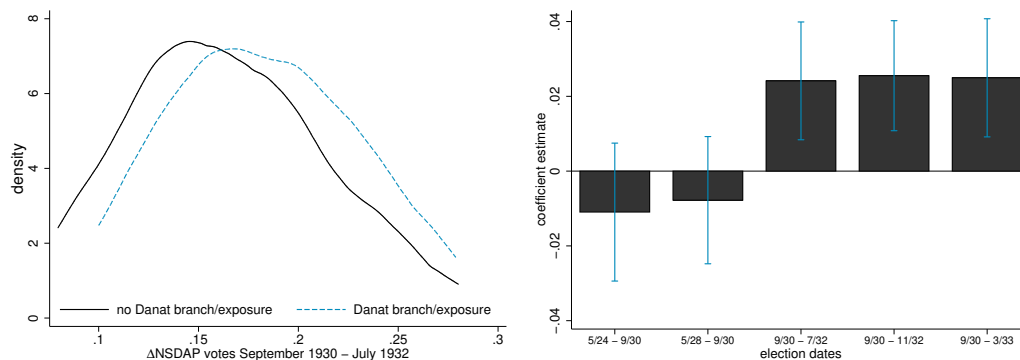 density
8
6
4
2
0
.1
.15
.2
.25
.3
no Danat branch/exposure
Danat branch/exposure
ΔNSDAP votes September 1930 − July 1932
coefficient estimate
.04
.02
0
−.02
−.04
5/24 − 9/30
5/28 − 9/30
9/30 − 7/32
9/30 − 11/32
9/30 − 3/33
election dates